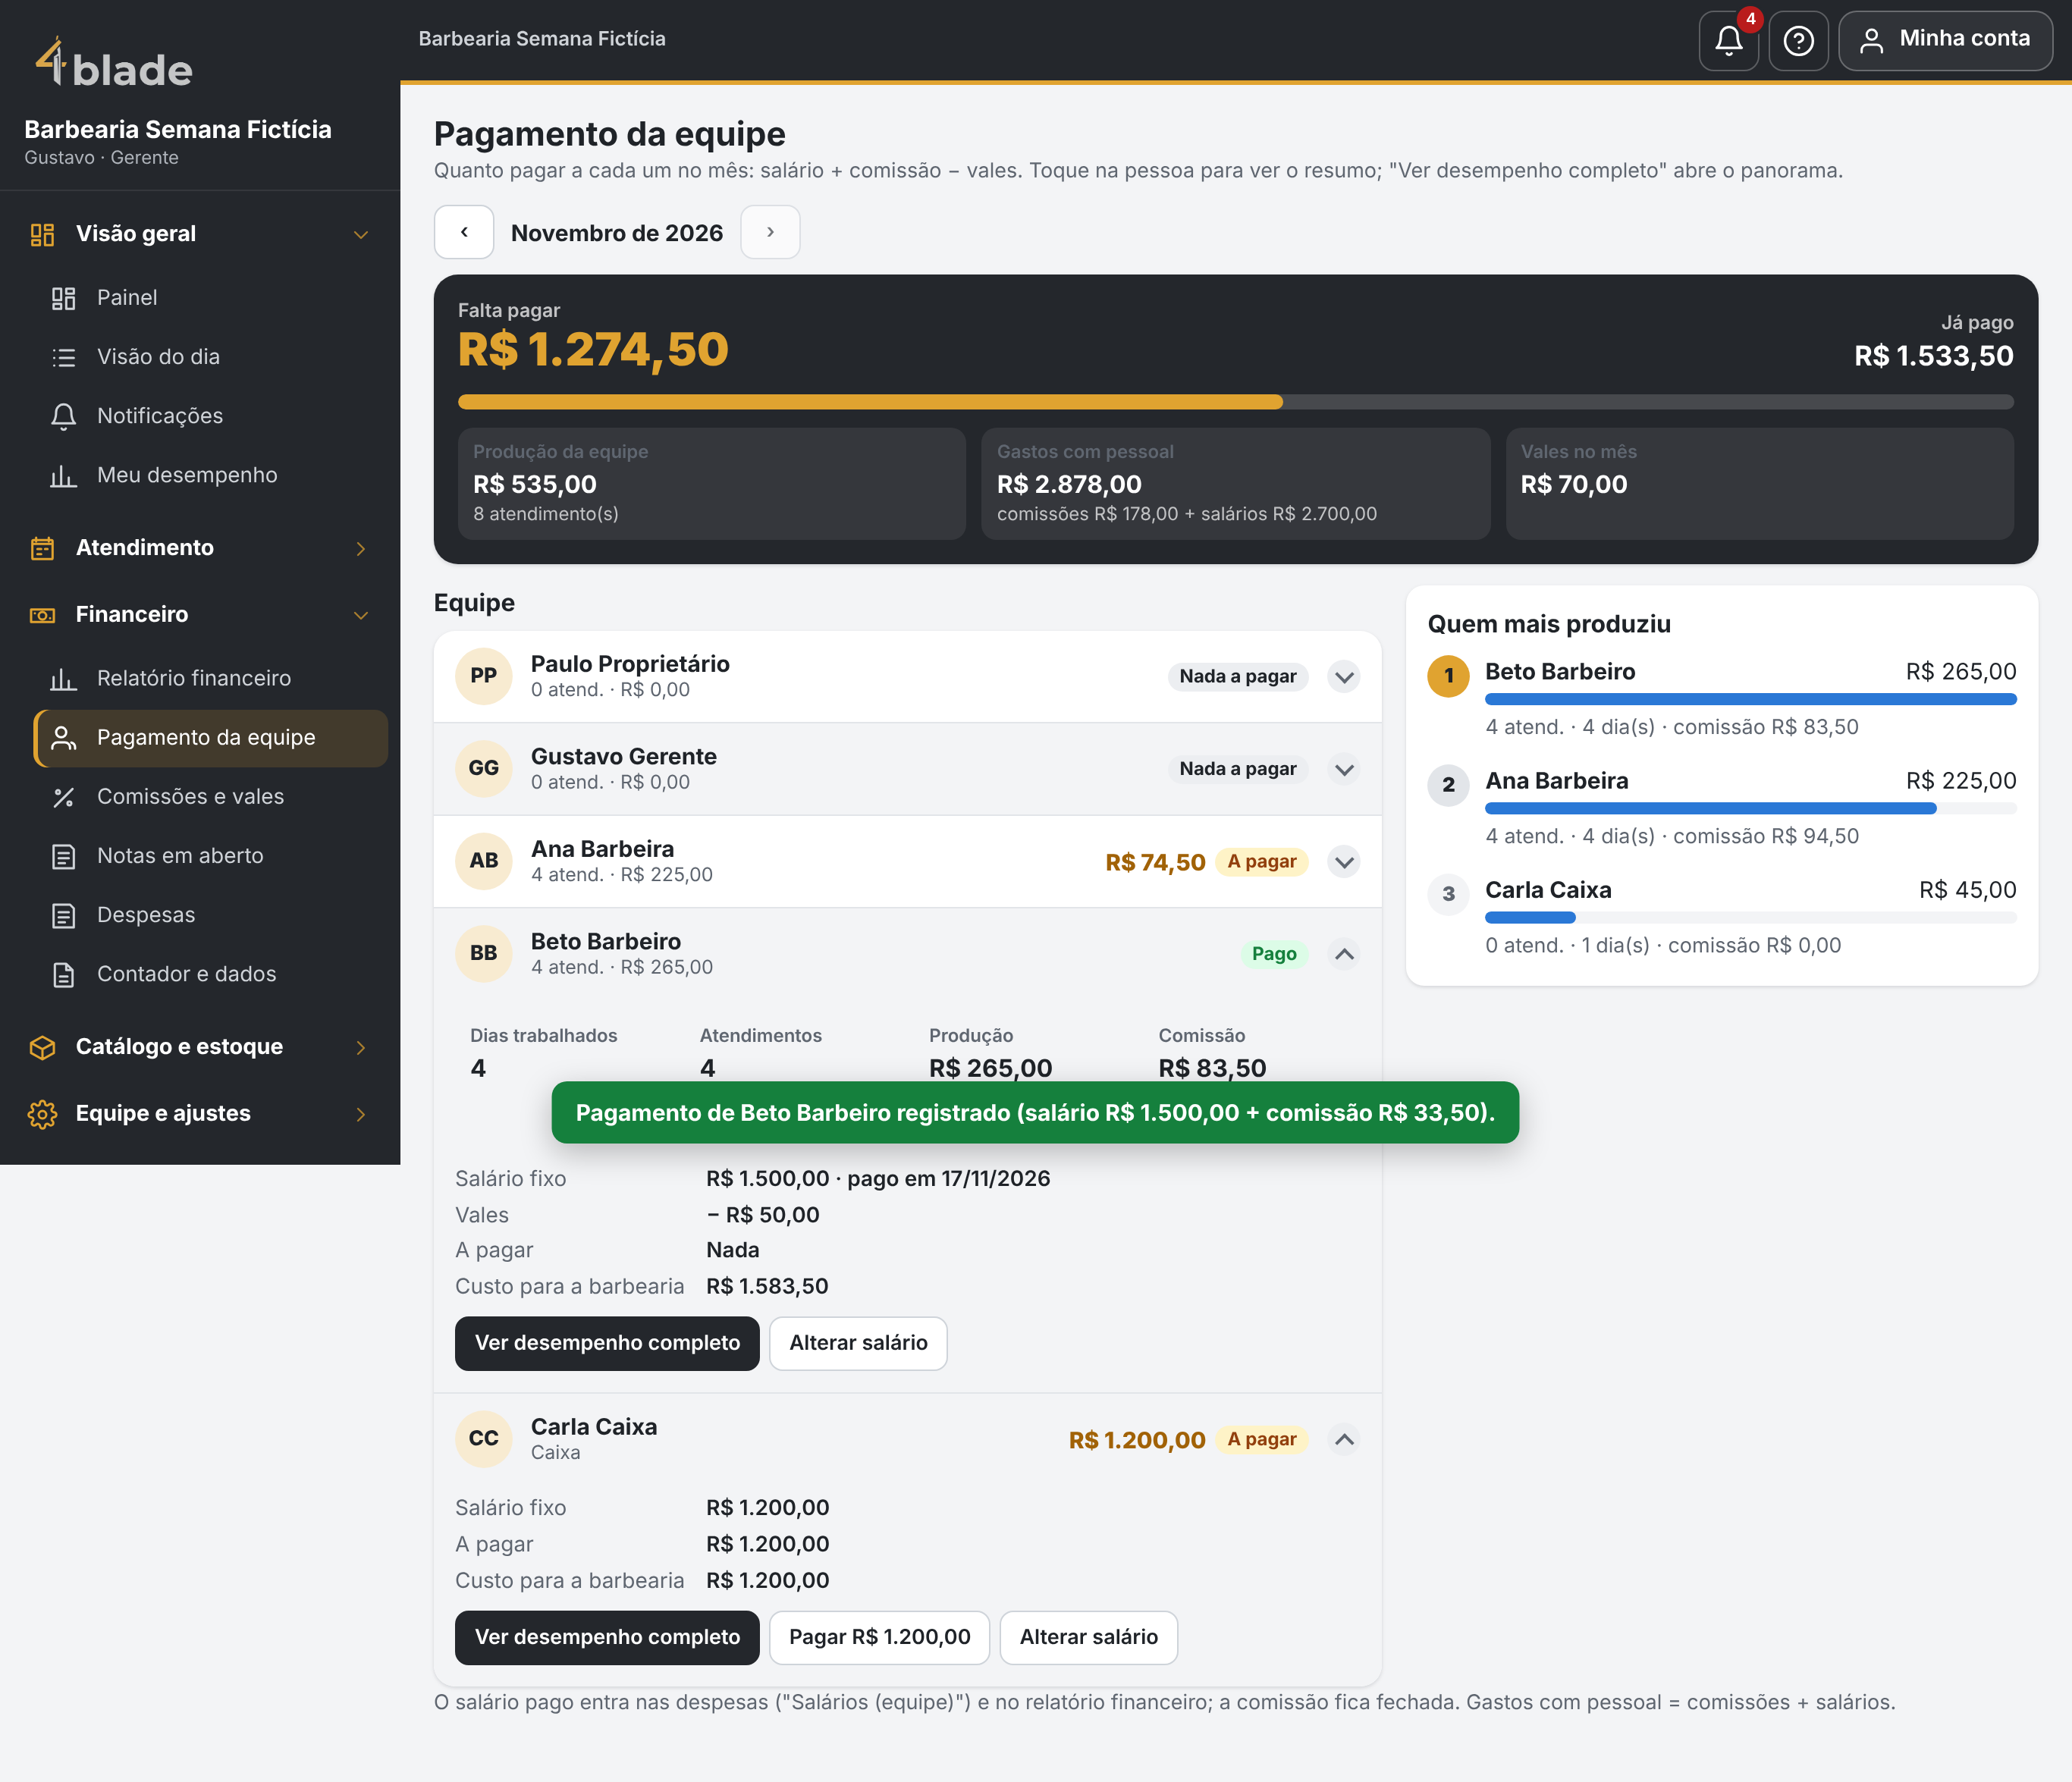 4blade
Barbearia Semana Fictícia
Gustavo · Gerente
Visão geral
Painel
Visão do dia
Notificações
Meu desempenho
Atendimento
Financeiro
Relatório financeiro
Pagamento da equipe
Comissões e vales
Notas em aberto
Despesas
Contador e dados
Catálogo e estoque
Equipe e ajustes
Barbearia Semana Fictícia
4
Minha conta
Pagamento da equipe
Quanto pagar a cada um no mês: salário + comissão − vales. Toque na pessoa para ver o resumo; "Ver desempenho completo" abre o panorama.
‹ Novembro de 2026 ›
Falta pagar
R$ 1.274,50
Já pago
R$ 1.533,50
Produção da equipe
R$ 535,00
8 atendimento(s)
Gastos com pessoal
R$ 2.878,00
comissões R$ 178,00 + salários R$ 2.700,00
Vales no mês
R$ 70,00
Equipe
PP Paulo Proprietário
0 atend. · R$ 0,00
Nada a pagar
GG Gustavo Gerente
0 atend. · R$ 0,00
Nada a pagar
AB Ana Barbeira
4 atend. · R$ 225,00
R$ 74,50 A pagar
BB Beto Barbeiro
4 atend. · R$ 265,00
Pago
Dias trabalhados
4
Atendimentos
4
Produção
R$ 265,00
Comissão
R$ 83,50
Pagamento de Beto Barbeiro registrado (salário R$ 1.500,00 + comissão R$ 33,50).
Salário fixo R$ 1.500,00 · pago em 17/11/2026
Vales − R$ 50,00
A pagar Nada
Custo para a barbearia R$ 1.583,50
Ver desempenho completo Alterar salário
CC Carla Caixa
Caixa
R$ 1.200,00 A pagar
Salário fixo R$ 1.200,00
A pagar R$ 1.200,00
Custo para a barbearia R$ 1.200,00
Ver desempenho completo Pagar R$ 1.200,00 Alterar salário
O salário pago entra nas despesas ("Salários (equipe)") e no relatório financeiro; a comissão fica fechada. Gastos com pessoal = comissões + salários.
Quem mais produziu
1 Beto Barbeiro R$ 265,00
4 atend. · 4 dia(s) · comissão R$ 83,50
2 Ana Barbeira R$ 225,00
4 atend. · 4 dia(s) · comissão R$ 94,50
3 Carla Caixa R$ 45,00
0 atend. · 1 dia(s) · comissão R$ 0,00